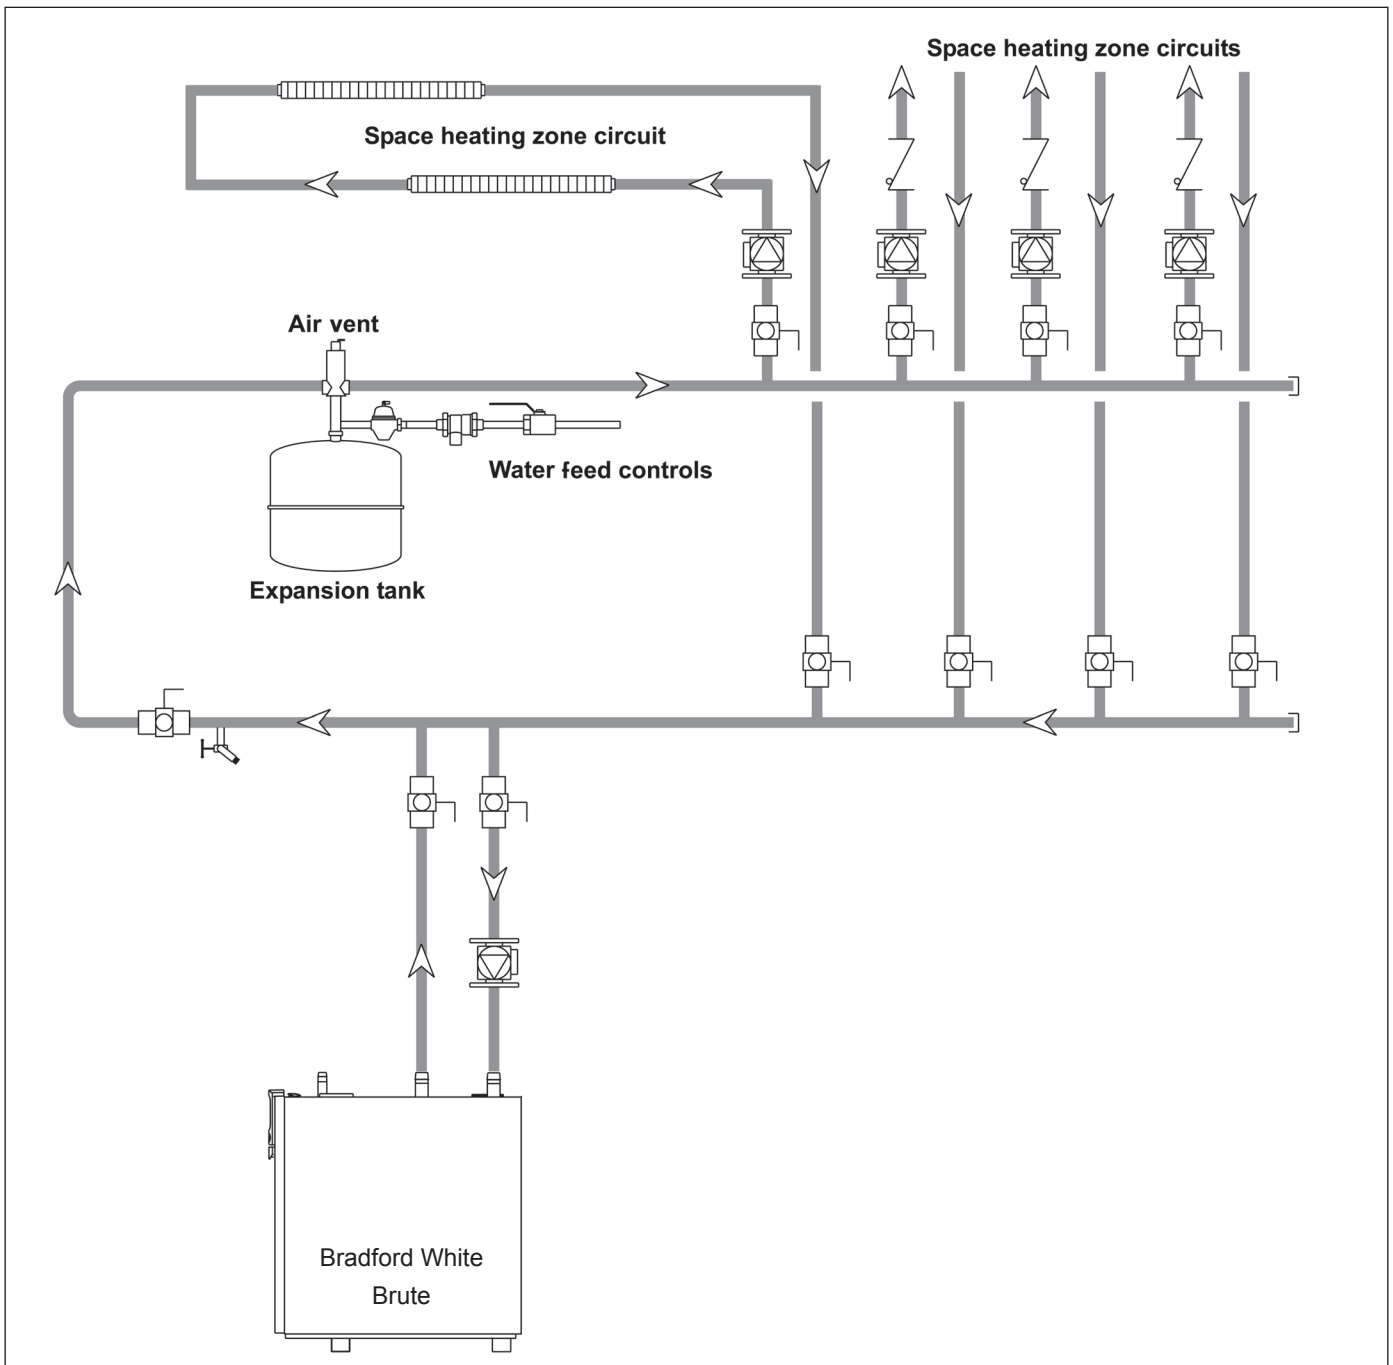 Space heating zone circuits
Space heating zone circuit
Air vent
Water feed controls
Expansion tank
Bradford White
Brute